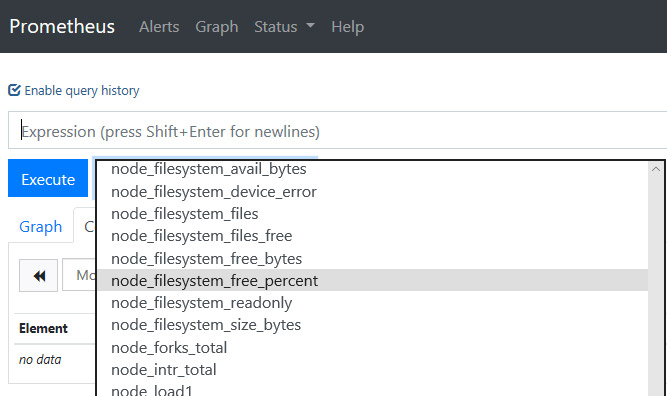 Prometheus Alerts Graph Status Help
Enable query history
Expression (press Shift+Enter for newlines)
Execute
node_filesystem_avail_bytes
node_filesystem_device_error
node_filesystem_files
node_filesystem_files_free
node_filesystem_free_bytes
node_filesystem_free_percent
node_filesystem_readonly
node_filesystem_size_bytes
node_forks_total
node_intr_total
node_load1
Graph C
Mo
Element
no data